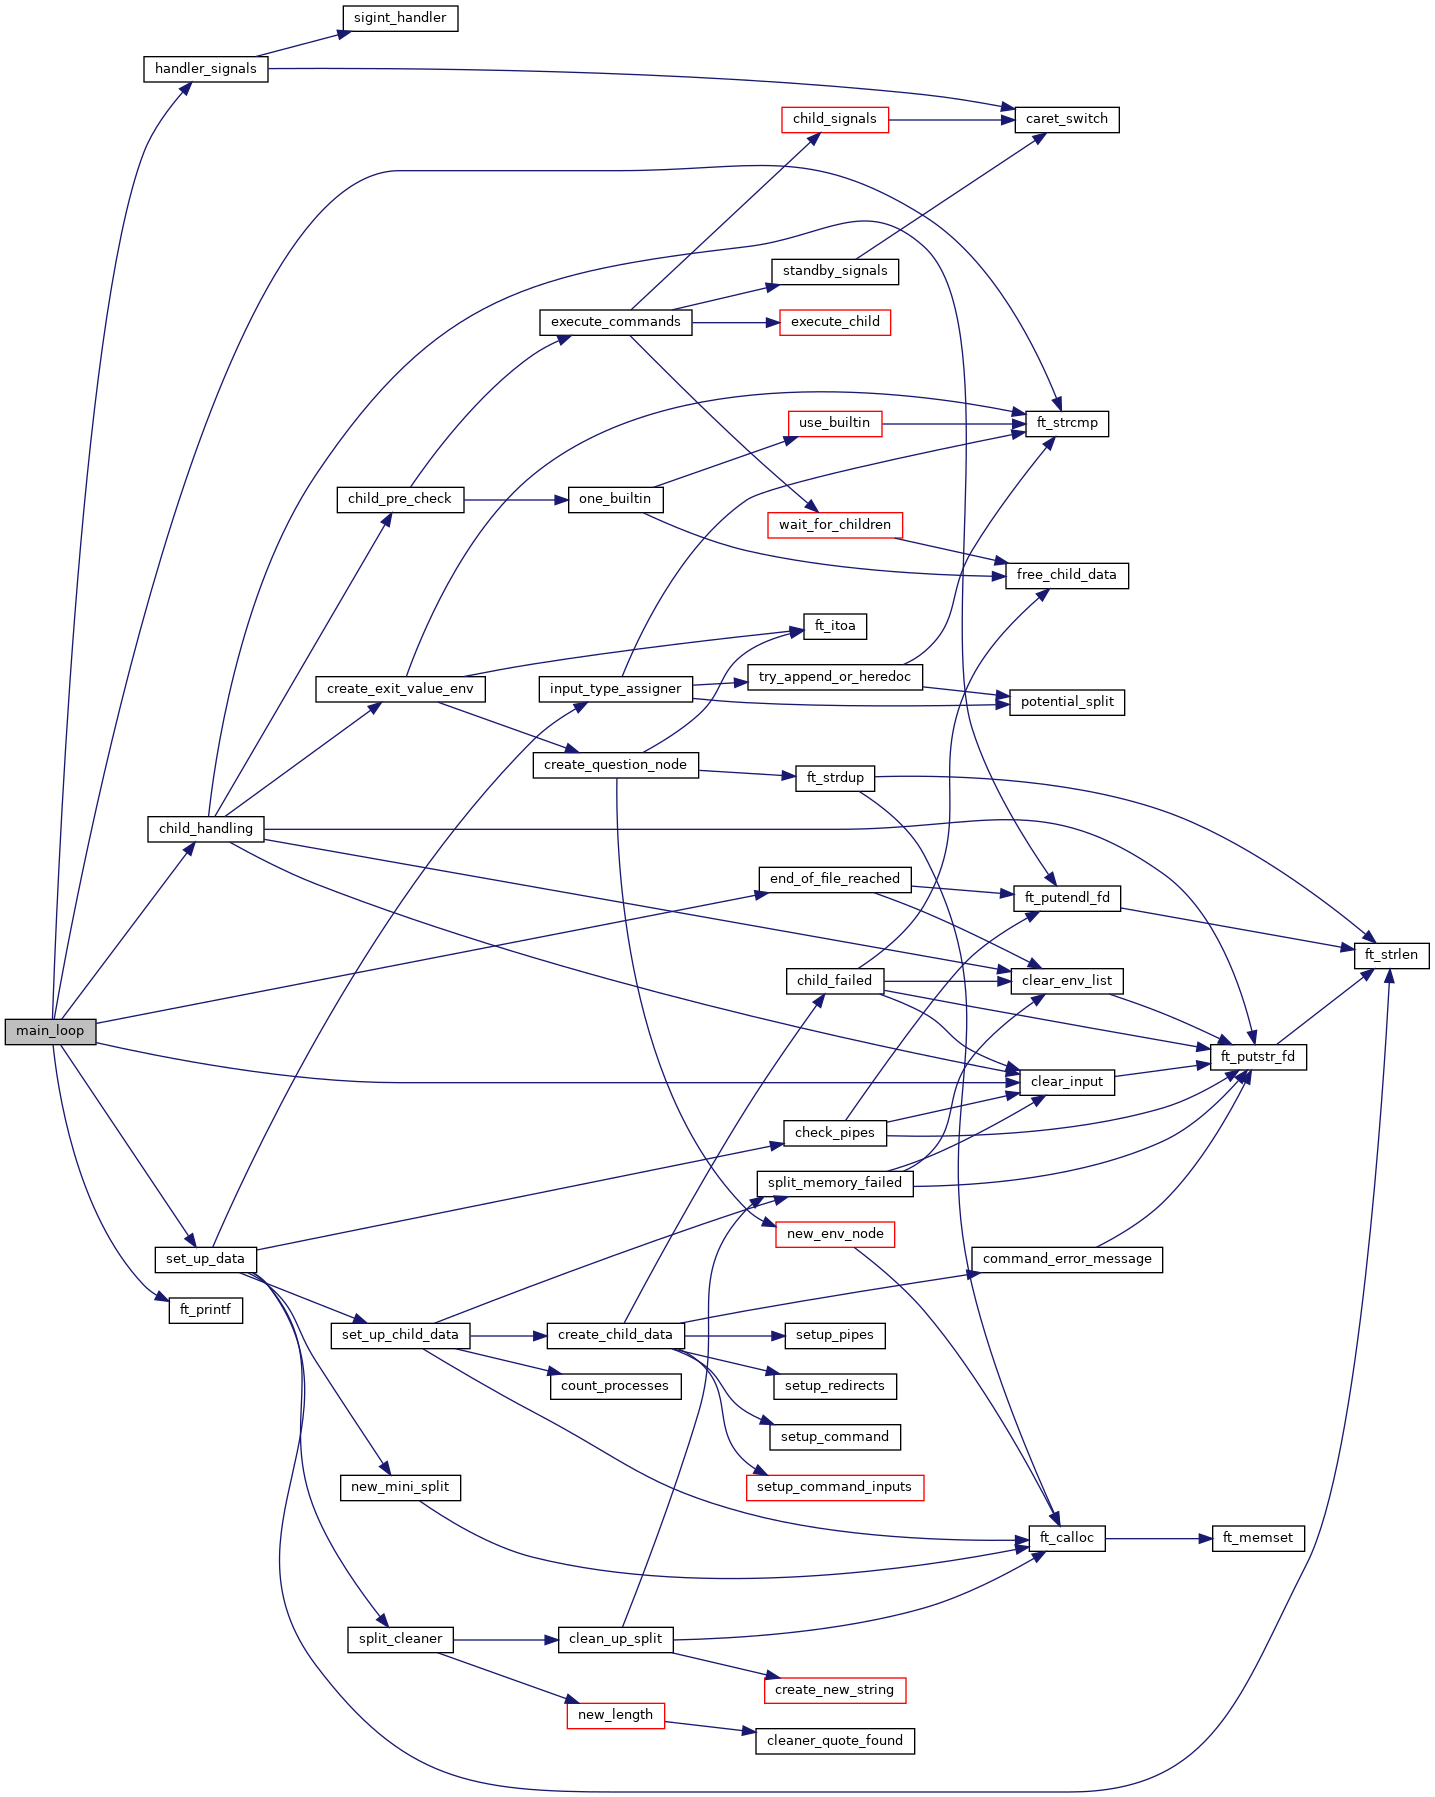 sigint_handler
handler_signals
child_signals
caret_switch
standby_signals
execute_commands
execute_child
use_builtin
ft_strcmp
child_pre_check
one_builtin
wait_for_children
free_child_data
ft_itoa
create_exit_value_env
input_type_assigner
try_append_or_heredoc
potential_split
create_question_node
ft_strdup
child_handling
end_of_file_reached
ft_putendl_fd
ft_strlen
child_failed
clear_env_list
main_loop
ft_putstr_fd
clear_input
check_pipes
split_memory_failed
new_env_node
set_up_data
command_error_message
ft_printf
set_up_child_data
create_child_data
setup_pipes
count_processes
setup_redirects
setup_command
new_mini_split
setup_command_inputs
ft_calloc
ft_memset
split_cleaner
clean_up_split
create_new_string
new_length
cleaner_quote_found